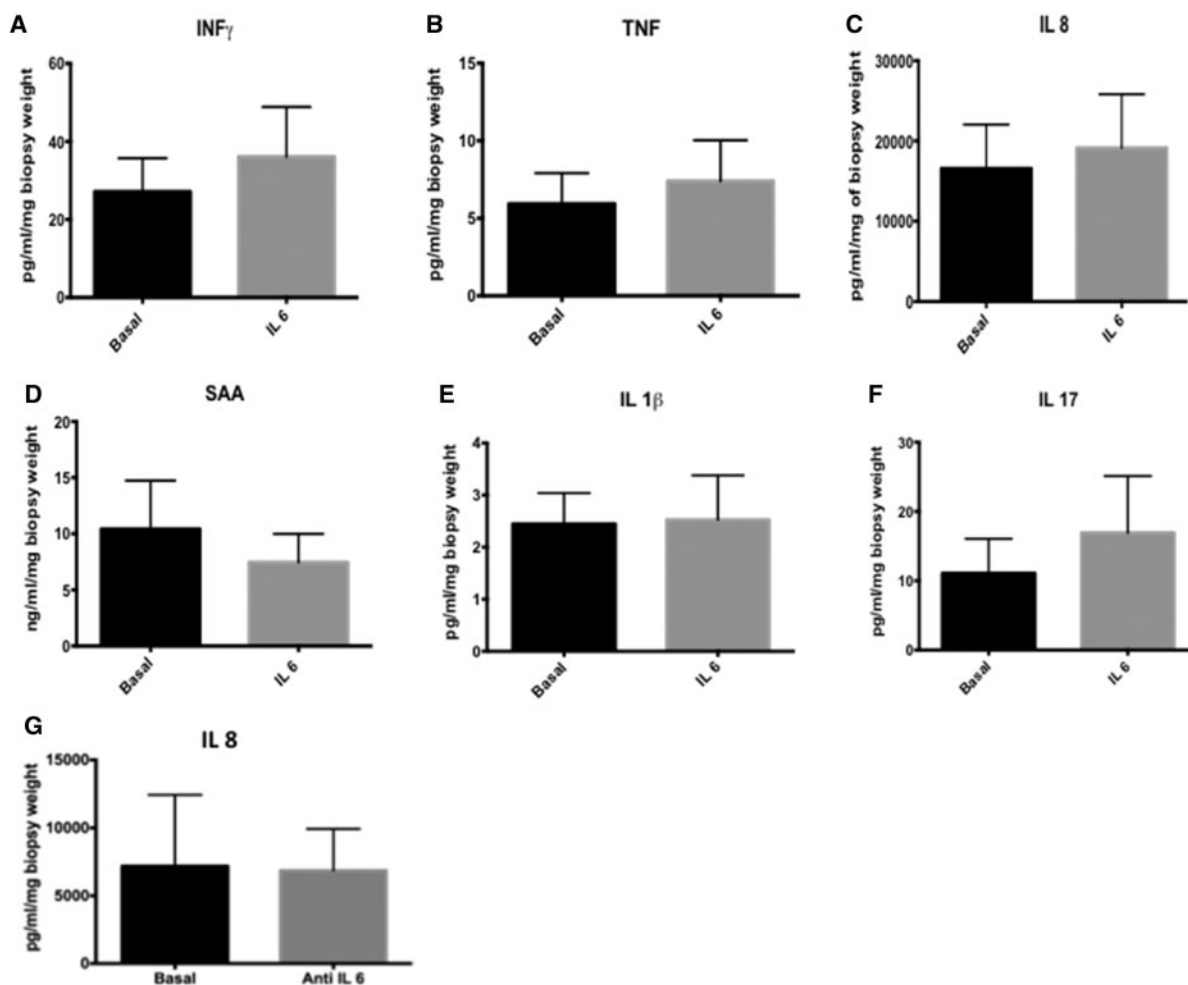 A
INFγ
pg/ml/mg biopsy weight
60
40
20
0
Basal
IL 6
B
TNF
pg/ml/mg biopsy weight
15
10
5
0
Basal
IL 6
C
IL 8
pg/ml/mg of biopsy weight
30000
20000
10000
0
Basal
IL 6
D
SAA
ng/ml/mg biopsy weight
20
15
10
5
0
Basal
IL 6
E
IL 1β
pg/ml/mg biopsy weight
4
3
2
1
0
Basal
IL 6
F
IL 17
pg/ml/mg biopsy weight
30
20
10
0
Basal
IL 6
G
IL 8
pg/ml/mg biopsy weight
15000
10000
5000
0
Basal
Anti IL 6